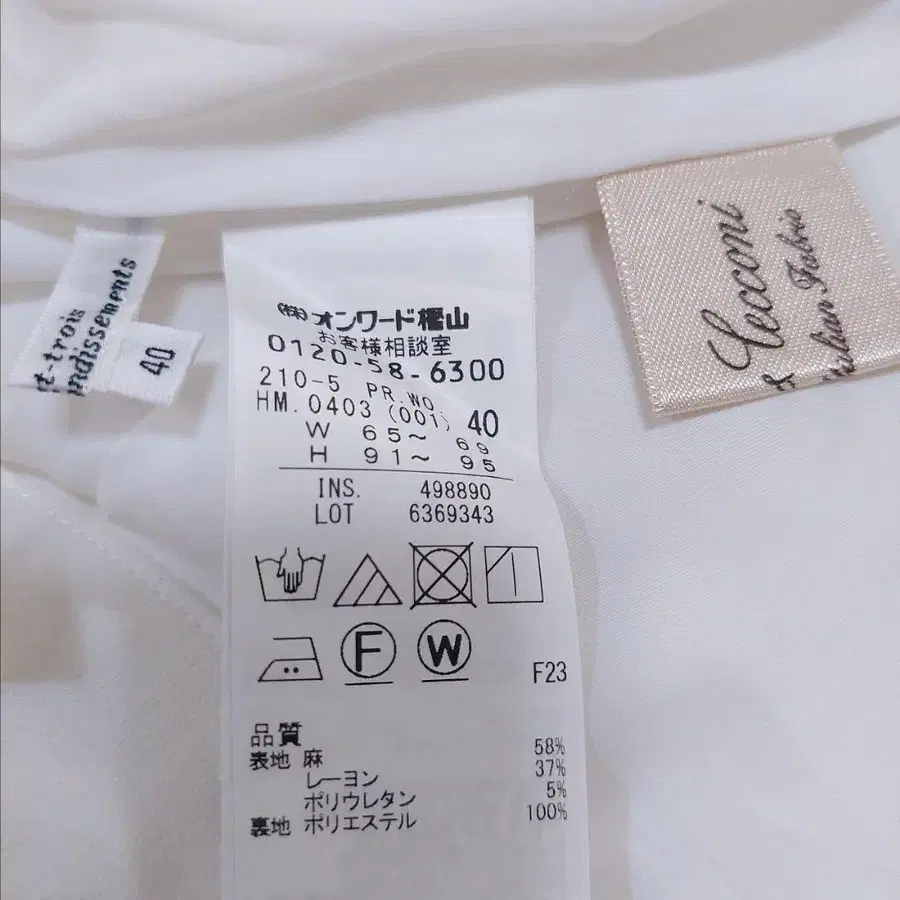 t-trois
ndissements
40
(株)オンワード樫山
お客様相談室
0120-58-6300
210-5 PR.WO
HM.0403 (001) 40
W 65~ 69
H 91~ 95
INS. 498890
LOT 6369343
F
W
F23
品質
表地 麻 58%
レーヨン 37%
ポリウレタン 5%
裏地 ポリエステル 100%
Cecconi